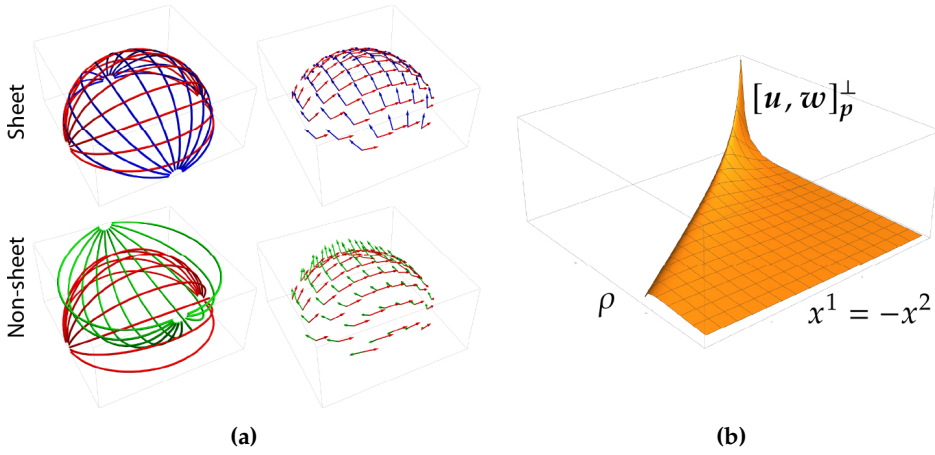 Sheet
Non-sheet
[u, w]⊥p
ρ
x¹ = −x²
(a)
(b)